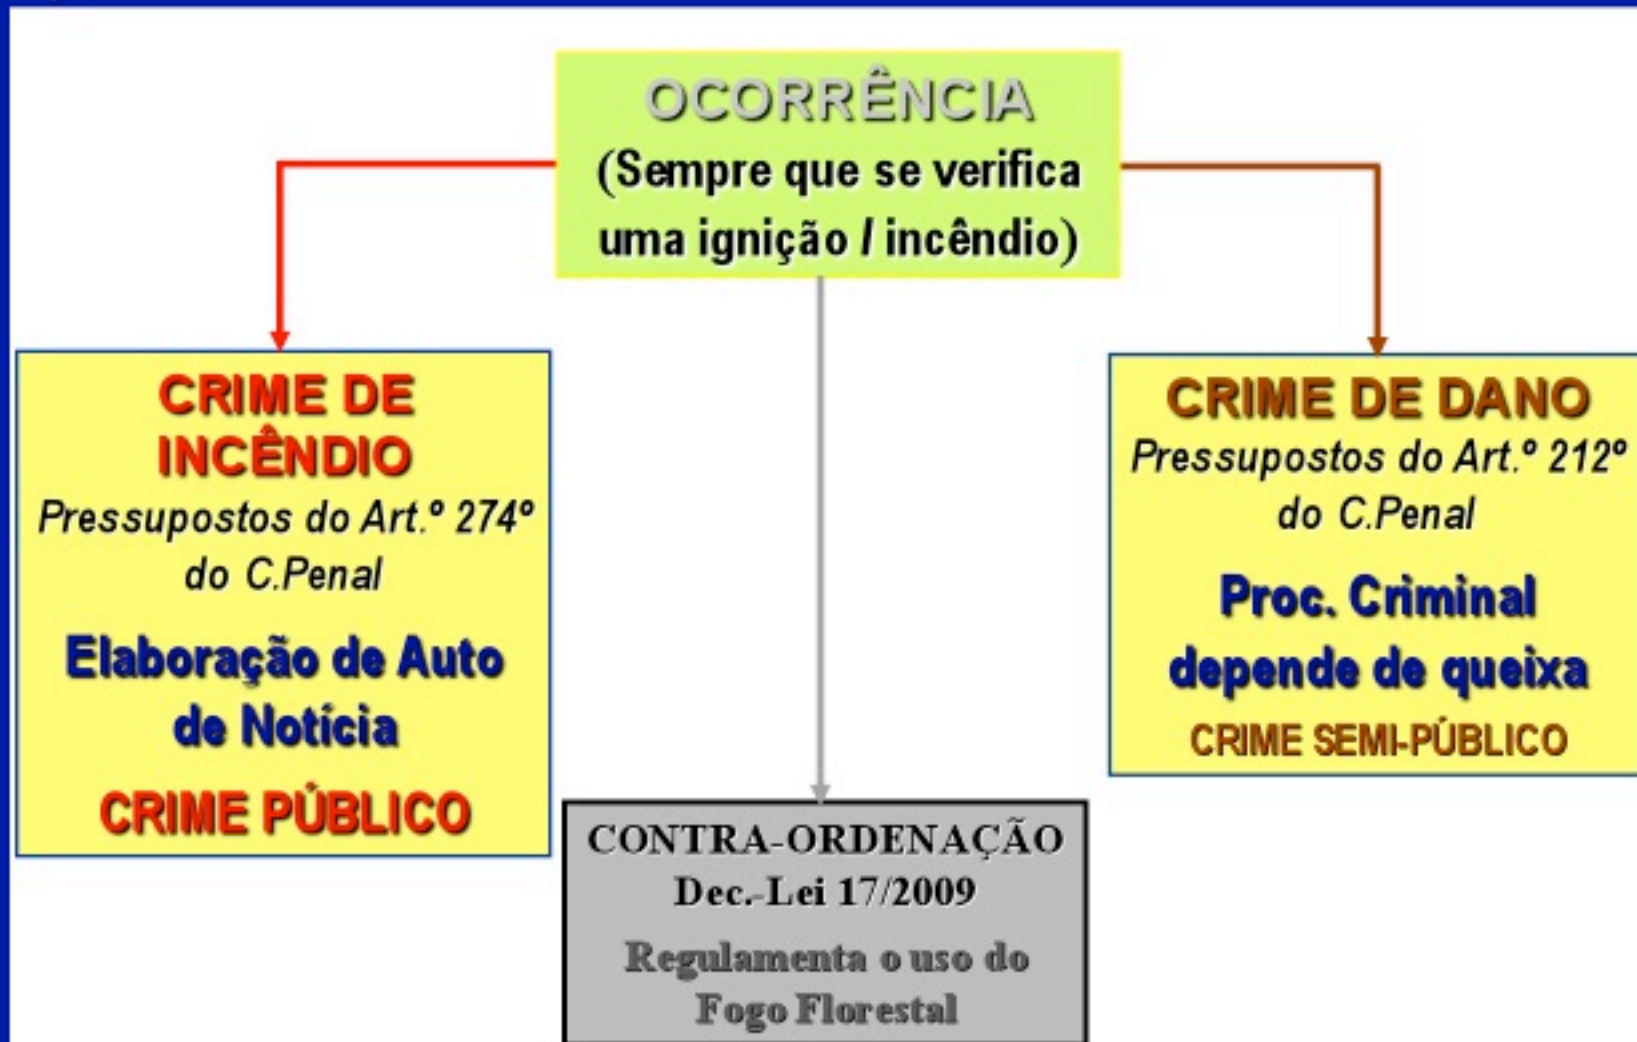 OCORRÊNCIA
(Sempre que se verifica
uma ignição / incêndio)
CRIME DE
INCÊNDIO
Pressupostos do Art.º 274º
do C.Penal
Elaboração de Auto
de Notícia
CRIME PÚBLICO
CRIME DE DANO
Pressupostos do Art.º 212º
do C.Penal
Proc. Criminal
depende de queixa
CRIME SEMI-PÚBLICO
CONTRA-ORDENAÇÃO
Dec.-Lei 17/2009
Regulamenta o uso do
Fogo Florestal